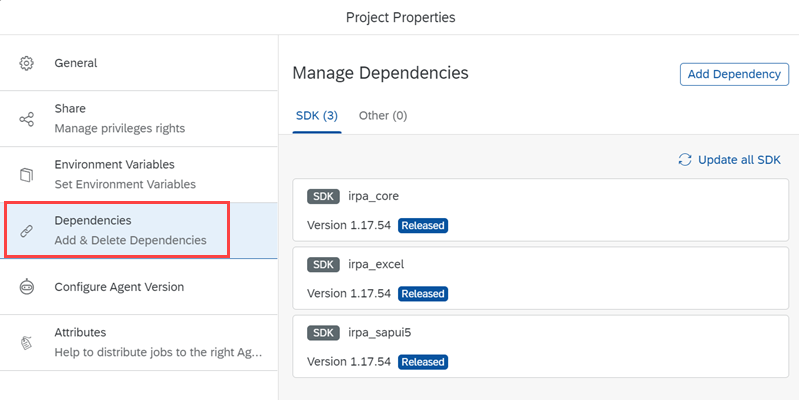 Project Properties
General
Share
Manage privileges rights
Environment Variables
Set Environment Variables
Dependencies
Add & Delete Dependencies
Configure Agent Version
Attributes
Help to distribute jobs to the right Ag...
Manage Dependencies
Add Dependency
SDK (3) Other (0)
Update all SDK
SDK irpa_core
Version 1.17.54 Released
SDK irpa_excel
Version 1.17.54 Released
SDK irpa_sapui5
Version 1.17.54 Released